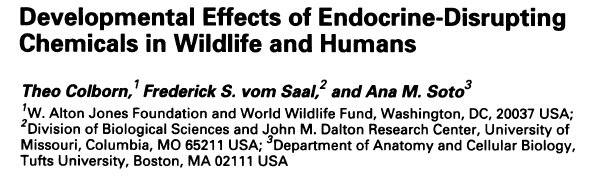 Developmental Effects of Endocrine-Disrupting
Chemicals in Wildlife and Humans
Theo Colborn,¹ Frederick S. vom Saal,² and Ana M. Soto³
¹W. Alton Jones Foundation and World Wildlife Fund, Washington, DC, 20037 USA;
²Division of Biological Sciences and John M. Dalton Research Center, University of
Missouri, Columbia, MO 65211 USA; ³Department of Anatomy and Cellular Biology,
Tufts University, Boston, MA 02111 USA